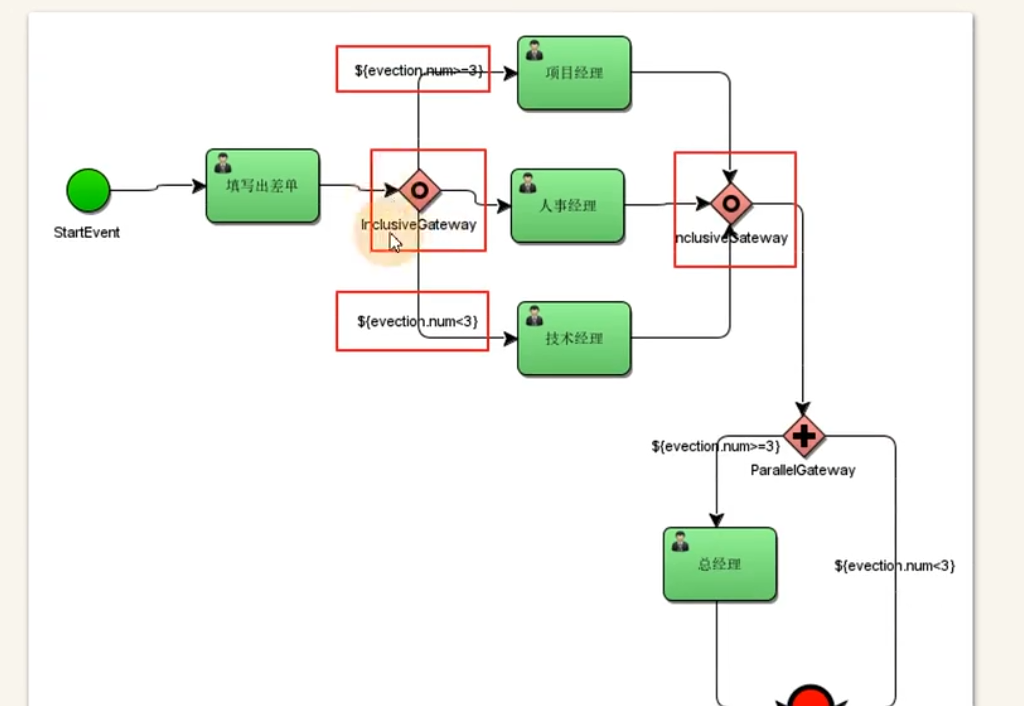 ${evection.num>=3}
项目经理
填写出差单
人事经理
StartEvent
InclusiveGateway
nclusiveGateway
${evection.num<3}
技术经理
${evection.num>=3}
ParallelGateway
总经理
${evection.num<3}